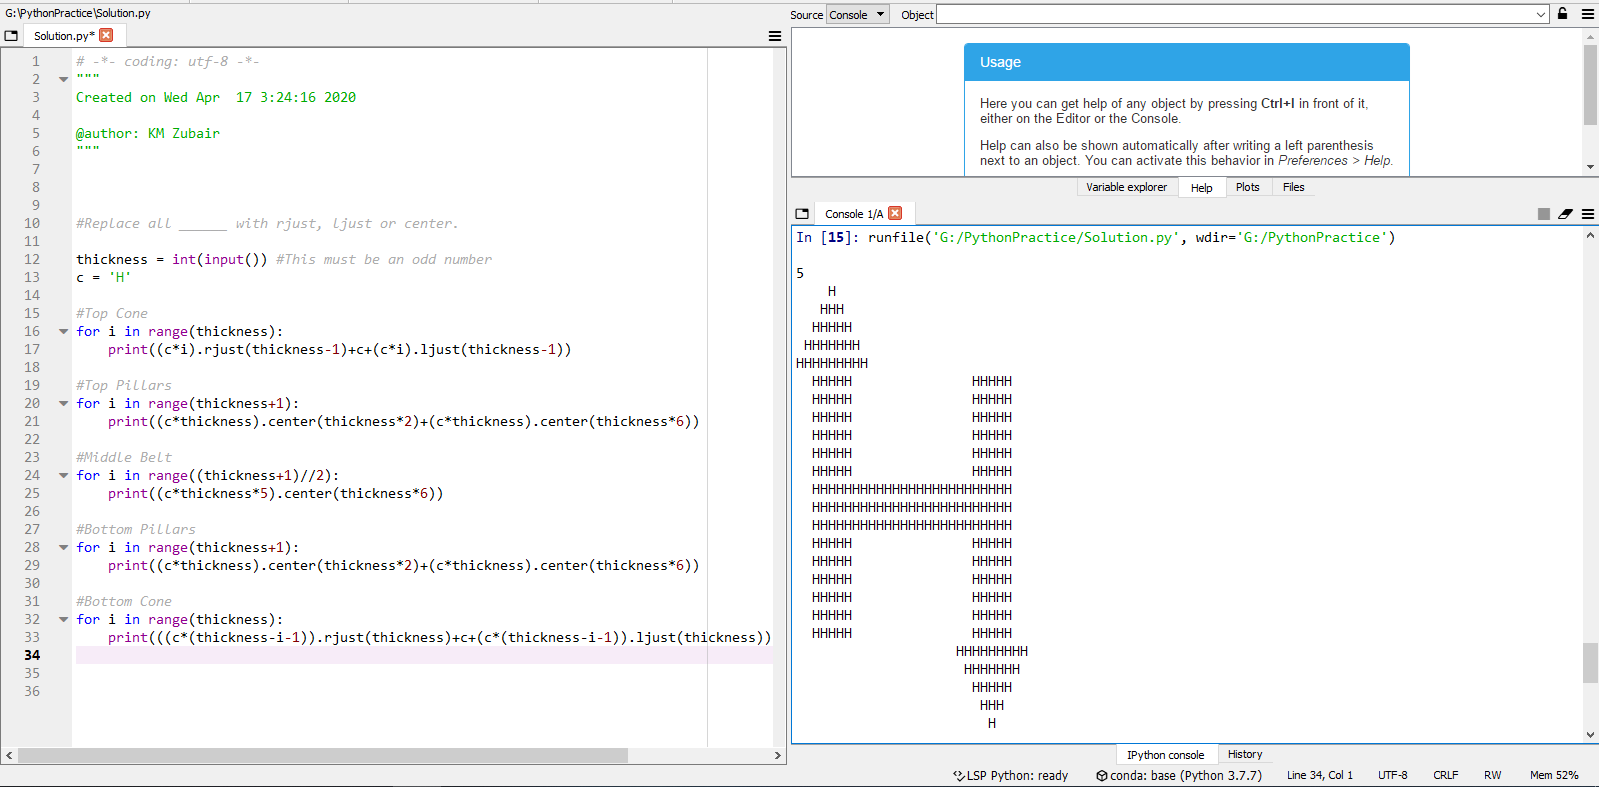 G:\PythonPractice\Solution.py
Solution.py*
1 # -*- coding: utf-8 -*-
2 """
3 Created on Wed Apr  17 3:24:16 2020
4
5 @author: KM Zubair
6 """
7
8
9
10 #Replace all ______ with rjust, ljust or center.
11
12 thickness = int(input()) #This must be an odd number
13 c = 'H'
14
15 #Top Cone
16 for i in range(thickness):
17     print((c*i).rjust(thickness-1)+c+(c*i).ljust(thickness-1))
18
19 #Top Pillars
20 for i in range(thickness+1):
21     print((c*thickness).center(thickness*2)+(c*thickness).center(thickness*6))
22
23 #Middle Belt
24 for i in range((thickness+1)//2):
25     print((c*thickness*5).center(thickness*6))
26
27 #Bottom Pillars
28 for i in range(thickness+1):
29     print((c*thickness).center(thickness*2)+(c*thickness).center(thickness*6))
30
31 #Bottom Cone
32 for i in range(thickness):
33     print(((c*(thickness-i-1)).rjust(thickness)+c+(c*(thickness-i-1)).ljust(thickness))
34
35
36
Source Console Object
Usage
Here you can get help of any object by pressing Ctrl+I in front of it,
either on the Editor or the Console.
Help can also be shown automatically after writing a left parenthesis
next to an object. You can activate this behavior in Preferences > Help.
Variable explorer Help Plots Files
Console 1/A
In [15]: runfile('G:/PythonPractice/Solution.py', wdir='G:/PythonPractice')
5
    H
   HHH
  HHHHH
 HHHHHHH
HHHHHHHHH
  HHHHH               HHHHH
  HHHHH               HHHHH
  HHHHH               HHHHH
  HHHHH               HHHHH
  HHHHH               HHHHH
  HHHHH               HHHHH
  HHHHHHHHHHHHHHHHHHHHHHHHH
  HHHHHHHHHHHHHHHHHHHHHHHHH
  HHHHHHHHHHHHHHHHHHHHHHHHH
  HHHHH               HHHHH
  HHHHH               HHHHH
  HHHHH               HHHHH
  HHHHH               HHHHH
  HHHHH               HHHHH
  HHHHH               HHHHH
                    HHHHHHHHH
                     HHHHHHH
                      HHHHH
                       HHH
                        H
IPython console History
LSP Python: ready conda: base (Python 3.7.7) Line 34, Col 1 UTF-8 CRLF RW Mem 52%